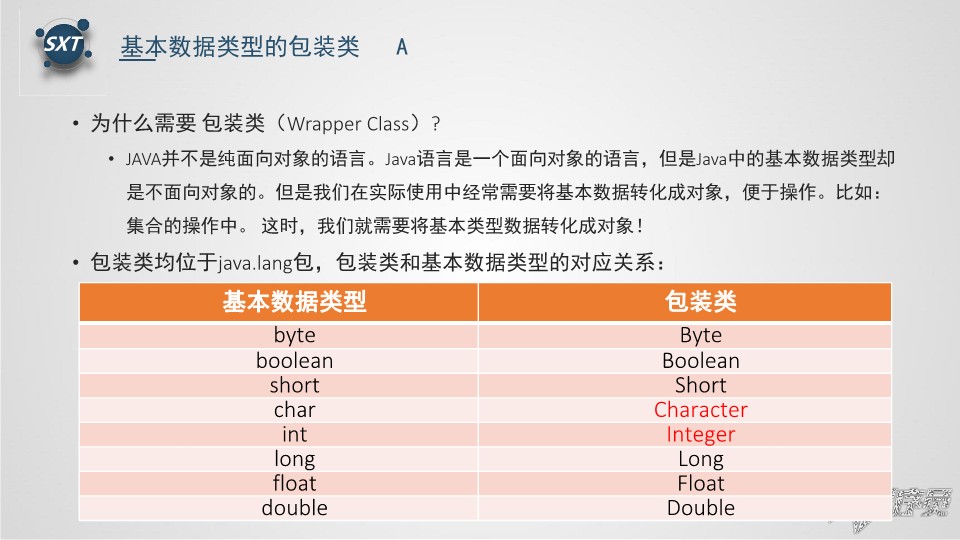 SXT
基本数据类型的包装类 A
• 为什么需要 包装类（Wrapper Class）?
• JAVA并不是纯面向对象的语言。Java语言是一个面向对象的语言，但是Java中的基本数据类型却
是不面向对象的。但是我们在实际使用中经常需要将基本数据转化成对象，便于操作。比如：
集合的操作中。 这时，我们就需要将基本类型数据转化成对象！
• 包装类均位于java.lang包，包装类和基本数据类型的对应关系：
基本数据类型 包装类
byte Byte
boolean Boolean
short Short
char Character
int Integer
long Long
float Float
double Double